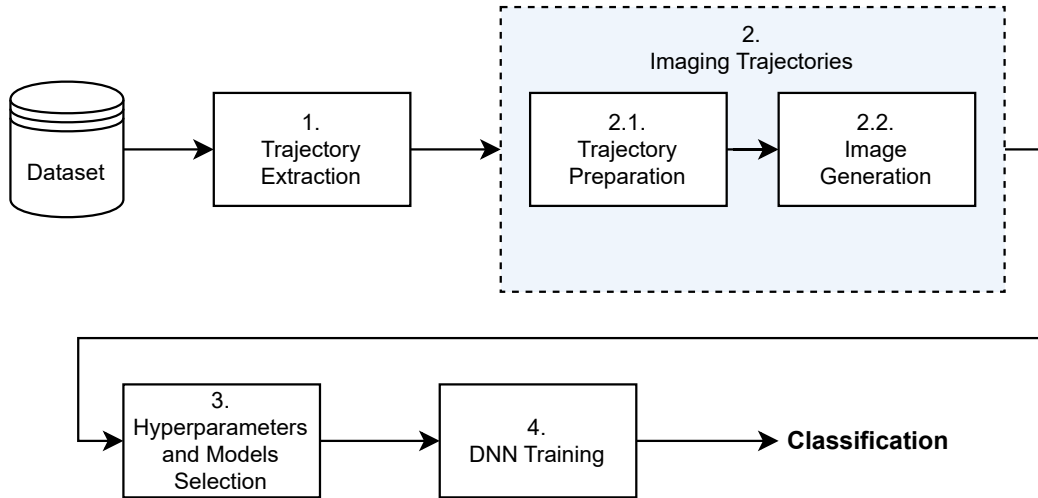 2.
Imaging Trajectories
Dataset
1.
Trajectory
Extraction
2.1.
Trajectory
Preparation
2.2.
Image
Generation
3.
Hyperparameters
and Models
Selection
4.
DNN Training
Classification